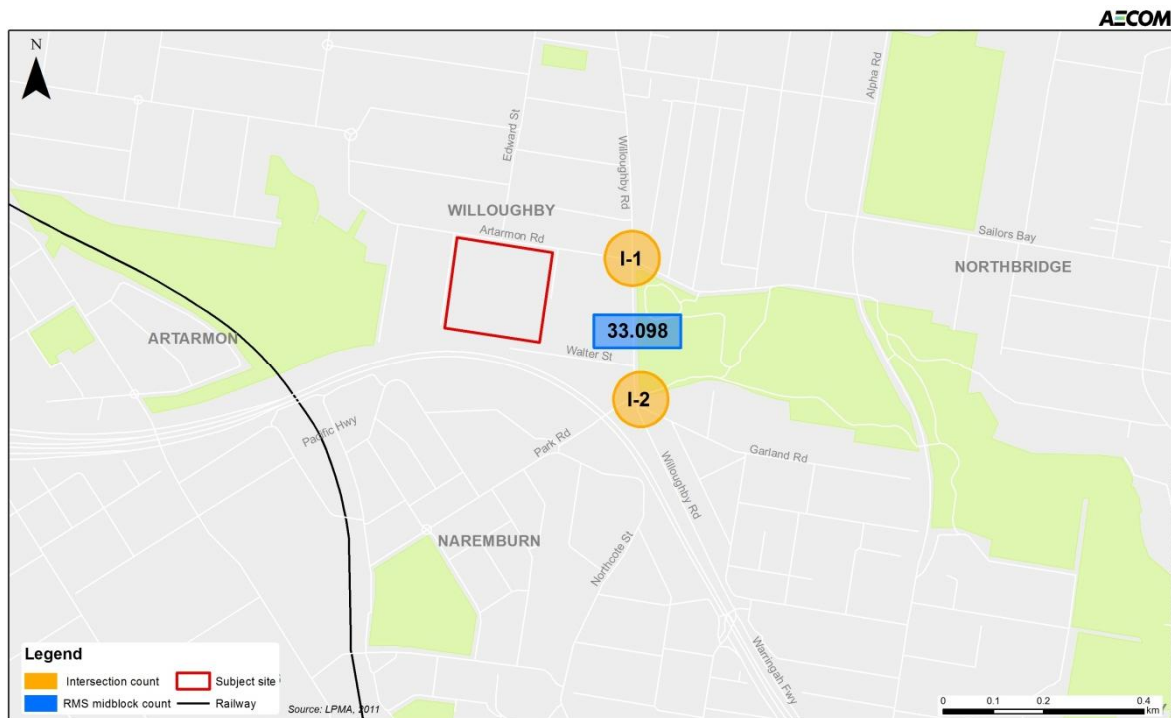 AECOM
N
Alpha Rd
Edward St
Willoughby Rd
WILLOUGHBY
Artarmon Rd
Sailors Bay
I-1
NORTHBRIDGE
33.098
ARTARMON
Walter St
I-2
Pacific Hwy
Park Rd
Garland Rd
Willoughby Rd
NAREMBURN
Northcote St
Warringah Fwy
Legend
Intersection count
Subject site
RMS midblock count
Railway
Source: LPMA, 2011
0 0.1 0.2 0.4
km